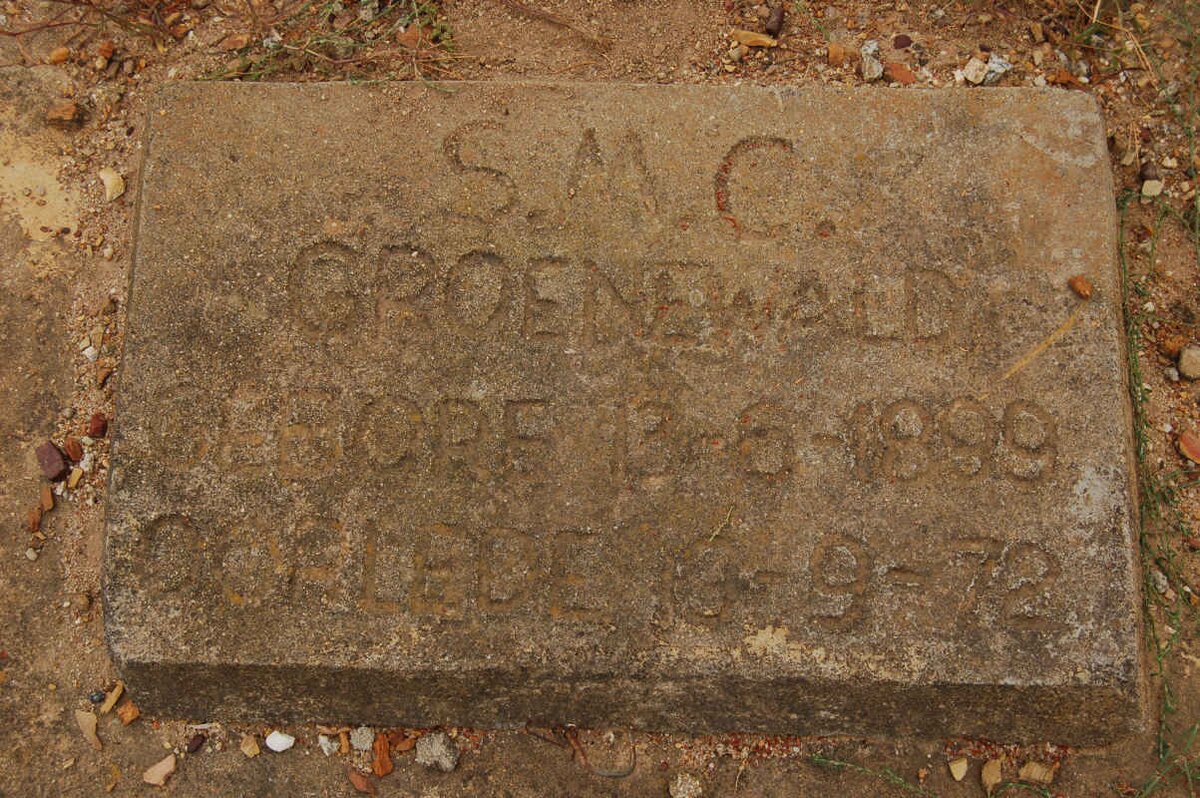 S.M.C.
GROENEWALD
GEBORE 13-6-1899
OORLEDE 6-9-72